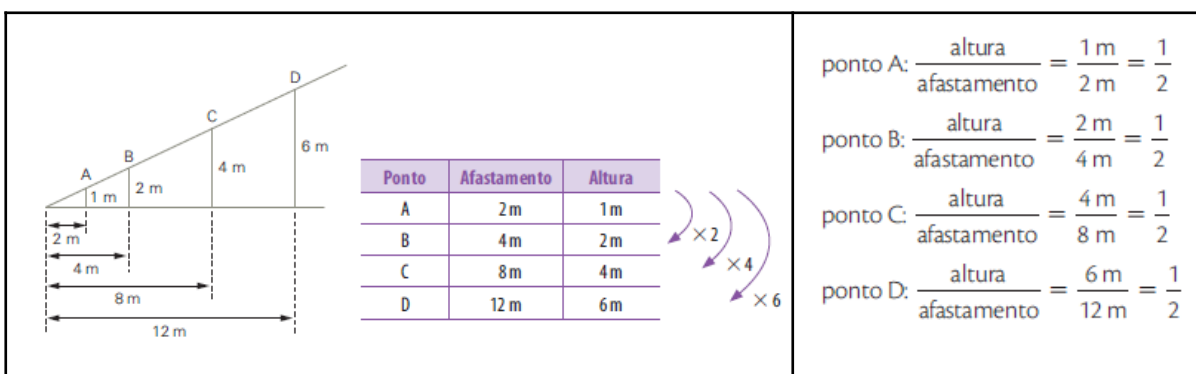 D
C
6 m
B
4 m
A
2 m
1 m
2 m
4 m
8 m
12 m
Ponto Afastamento Altura
A 2 m 1 m
B 4 m 2 m
C 8 m 4 m
D 12 m 6 m
×2
×4
×6
ponto A: altura/afastamento = 1 m/2 m = 1/2
ponto B: altura/afastamento = 2 m/4 m = 1/2
ponto C: altura/afastamento = 4 m/8 m = 1/2
ponto D: altura/afastamento = 6 m/12 m = 1/2